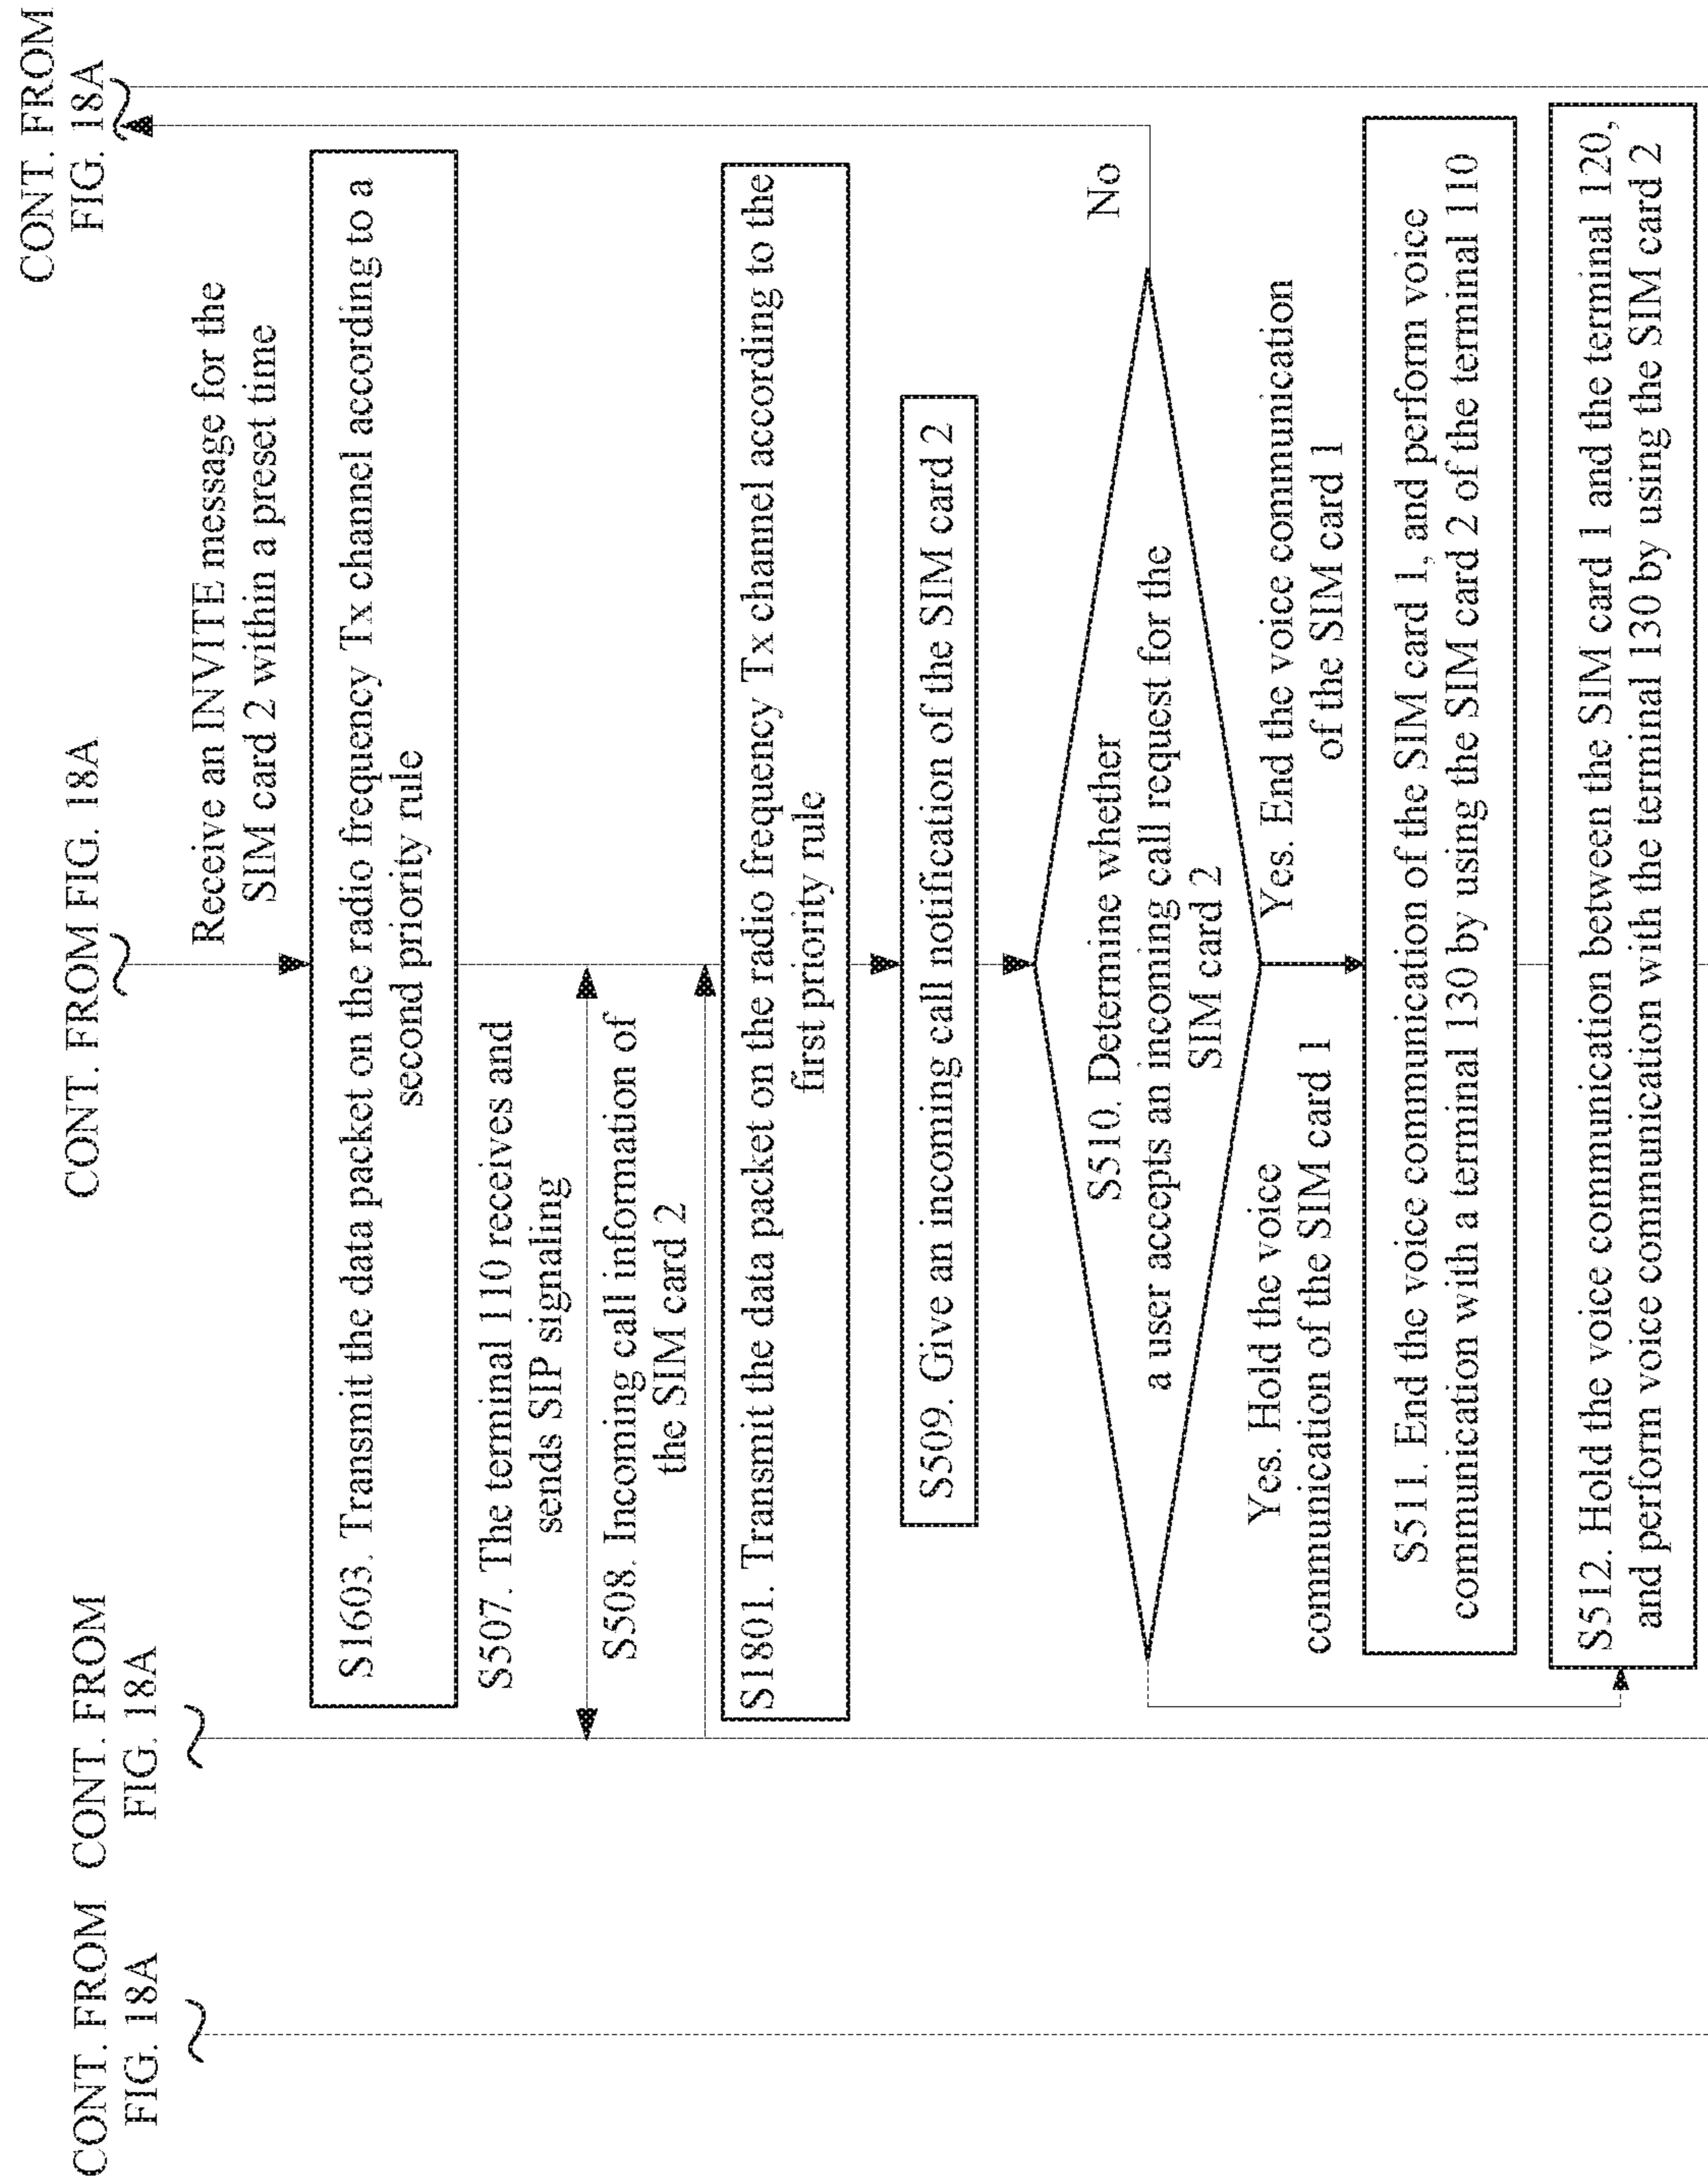 CONT. FROM
FIG. 18A
CONT. FROM
FIG. 18A
CONT. FROM FIG. 18A
CONT. FROM
FIG. 18A
Receive an INVITE message for the
SIM card 2 within a preset time
S1603. Transmit the data packet on the radio frequency Tx channel according to a
second priority rule
S507. The terminal 110 receives and
sends SIP signaling
S508. Incoming call information of
the SIM card 2
S1801. Transmit the data packet on the radio frequency Tx channel according to the
first priority rule
S509. Give an incoming call notification of the SIM card 2
S510. Determine whether
a user accepts an incoming call request for the
SIM card 2
No
Yes. Hold the voice
communication of the SIM card 1
Yes. End the voice communication
of the SIM card 1
S511. End the voice communication of the SIM card 1, and perform voice
communication with a terminal 130 by using the SIM card 2 of the terminal 110
S512. Hold the voice communication between the SIM card 1 and the terminal 120,
and perform voice communication with the terminal 130 by using the SIM card 2